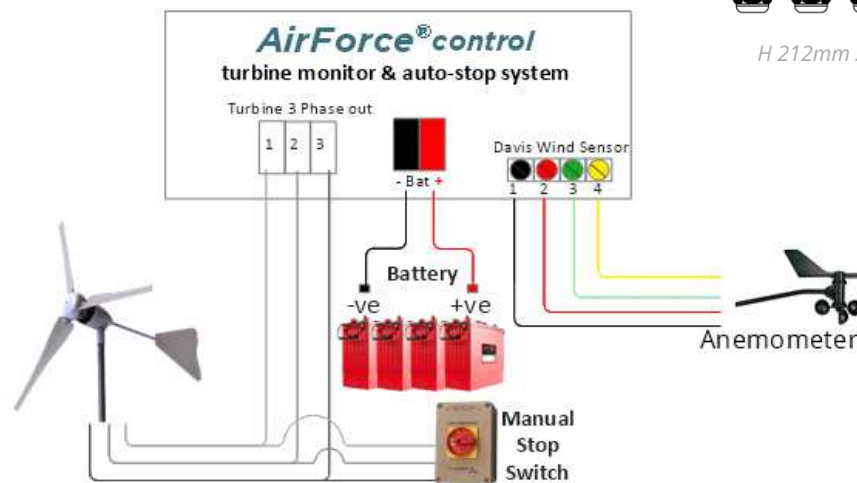 AirForce® control
turbine monitor & auto-stop system
H 212mm
Turbine 3 Phase out
1 2 3
- Bat +
Davis Wind Sensor
1 2 3 4
Battery
-ve +ve
Anemometer
Manual
Stop
Switch